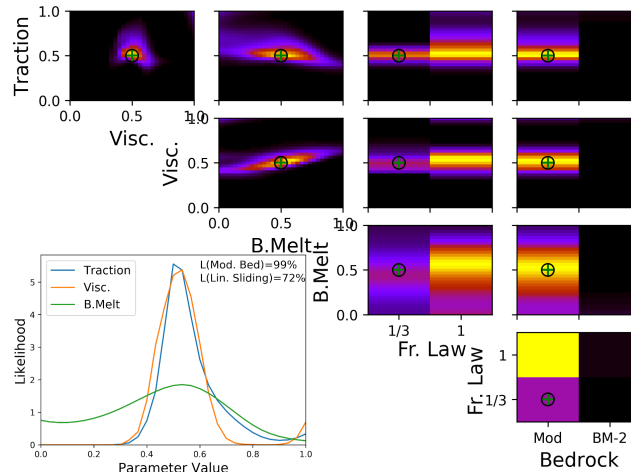 Traction
1.0
0.5
0.0
0.0
0.5
1.0
Visc.
Visc.
1.0
0.5
0.0
0.0
0.5
1.0
B.Melt
B.Melt
1.0
0.5
0.0
1/3
1
Fr. Law
Fr. Law
1
1/3
Mod
BM-2
Bedrock
Traction
Visc.
B.Melt
L(Mod. Bed)=99%
L(Lin. Sliding)=72%
Likelihood
5
4
3
2
1
0
0.0
0.2
0.4
0.6
0.8
1.0
Parameter Value